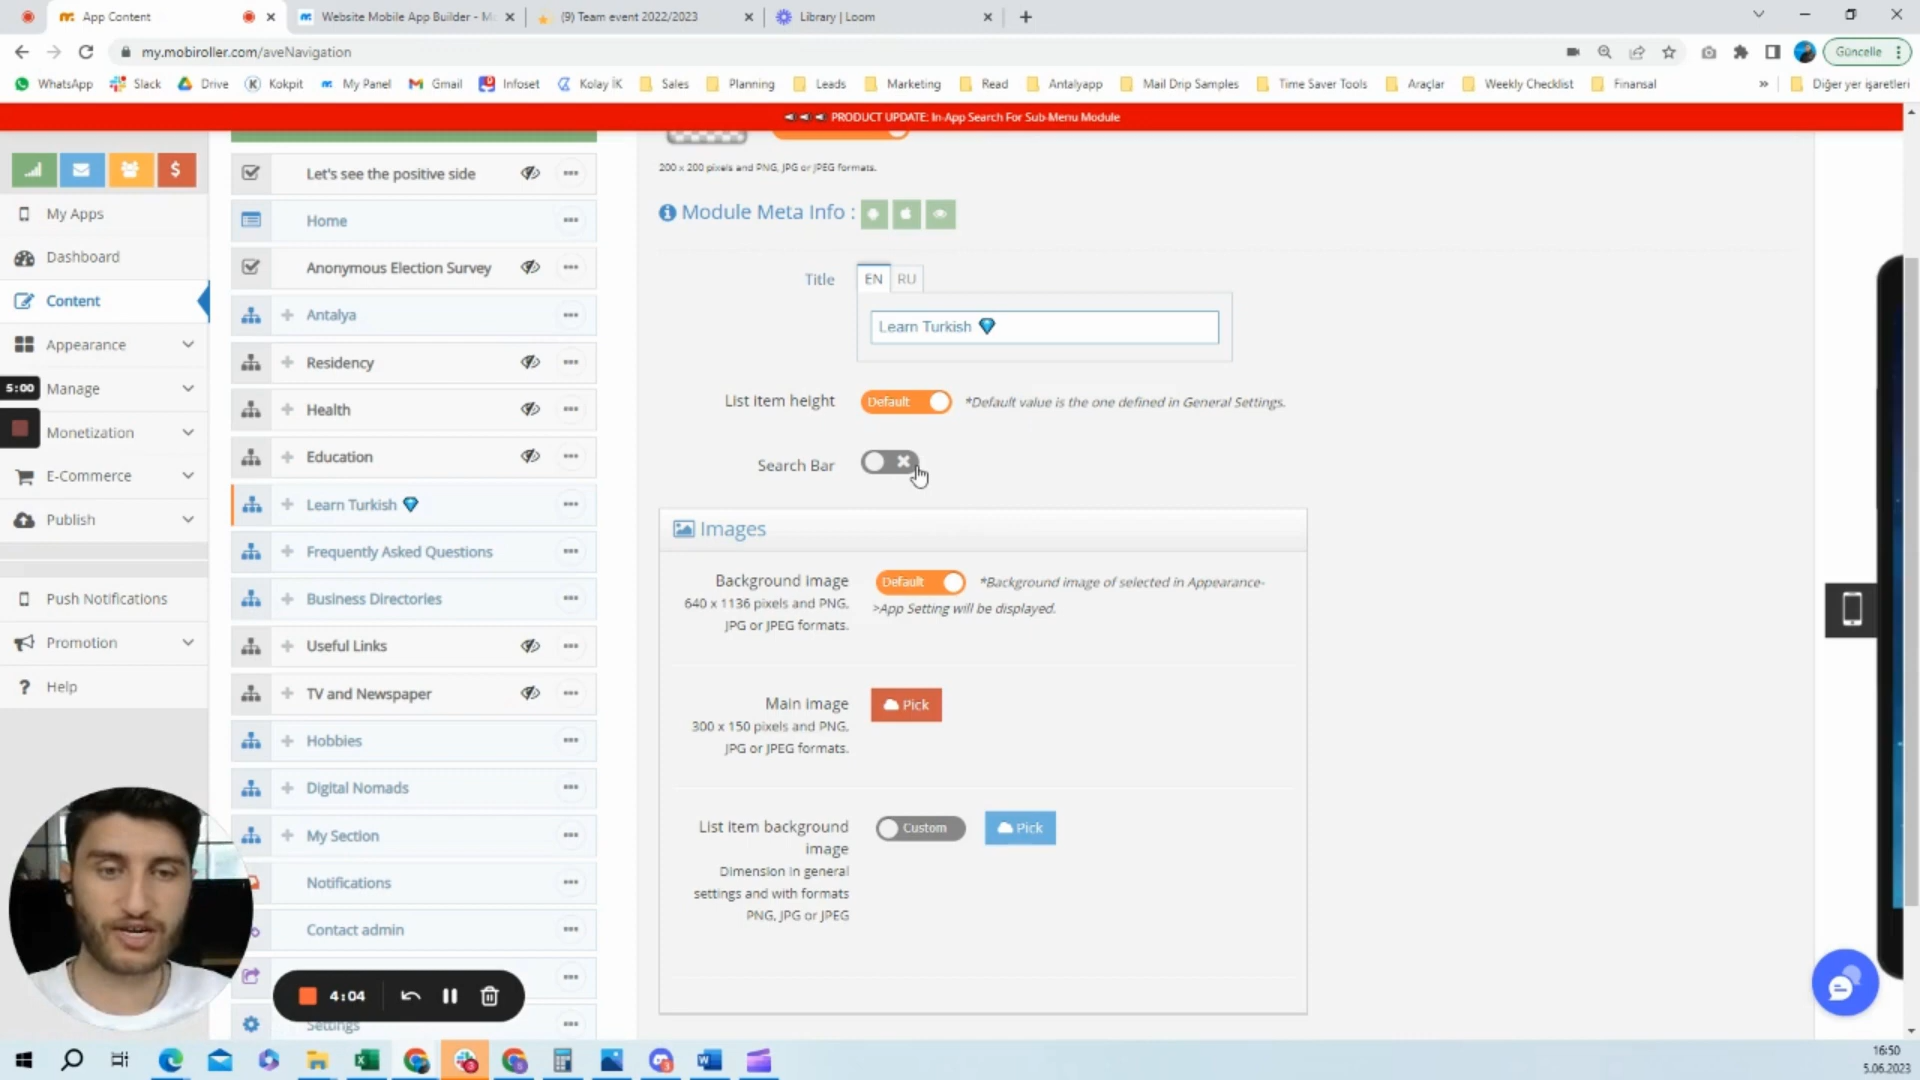 App Content
Website Mobile App Builder - M
(9) Team event 2022/2023
Library | Loom
my.mobiroller.com/aveNavigation
Güncelle
WhatsApp
Slack
Drive
Kokpit
My Panel
Gmail
Infoset
Kolay İK
Sales
Planning
Leads
Marketing
Read
Antalyapp
Mail Drip Samples
Time Saver Tools
Araçlar
Weekly Checklist
Finansal
»
Diğer yer işaretleri
PRODUCT UPDATE: In-App Search For Sub-Menu Module
My Apps
Dashboard
Content
Appearance
5:00
Manage
Monetization
E-Commerce
Publish
Push Notifications
Promotion
Help
Let's see the positive side
Home
Anonymous Election Survey
Antalya
Residency
Health
Education
Learn Turkish
Frequently Asked Questions
Business Directories
Useful Links
TV and Newspaper
Hobbies
Digital Nomads
My Section
Notifications
Contact admin
Settings
4:04
200 x 200 pixels and PNG, JPG or JPEG formats.
Module Meta Info :
Title
EN RU
Learn Turkish
List item height
Default
*Default value is the one defined in General Settings.
Search Bar
Images
Background image
640 x 1136 pixels and PNG,
JPG or JPEG formats.
Default
*Background image of selected in Appearance-
>App Setting will be displayed.
Main image
300 x 150 pixels and PNG,
JPG or JPEG formats.
Pick
List item background
image
Dimension in general
settings and with formats
PNG, JPG or JPEG
Custom
Pick
16:50
5.06.2023